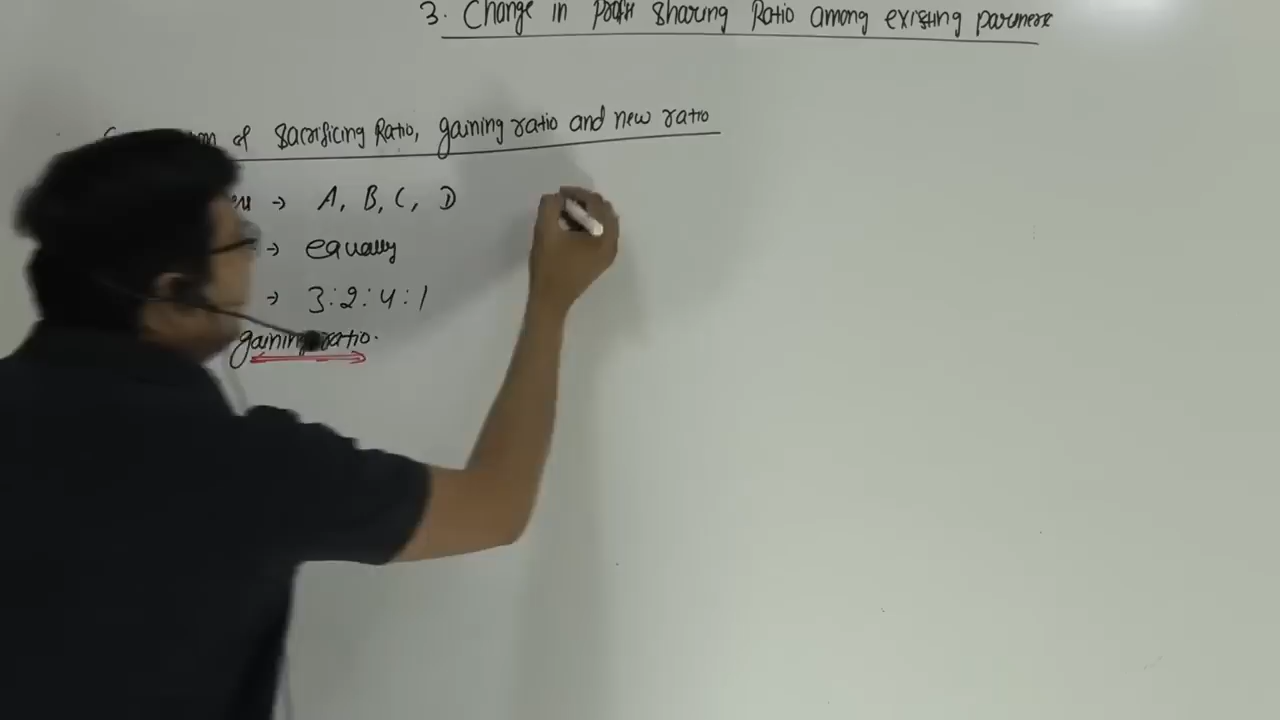 3. Change in Profit Sharing Ratio among existing partners
of Sacrificing Ratio, gaining ratio and new ratio
→ A, B, C, D
→ equally
→ 3:2:4:1
gaining ratio.